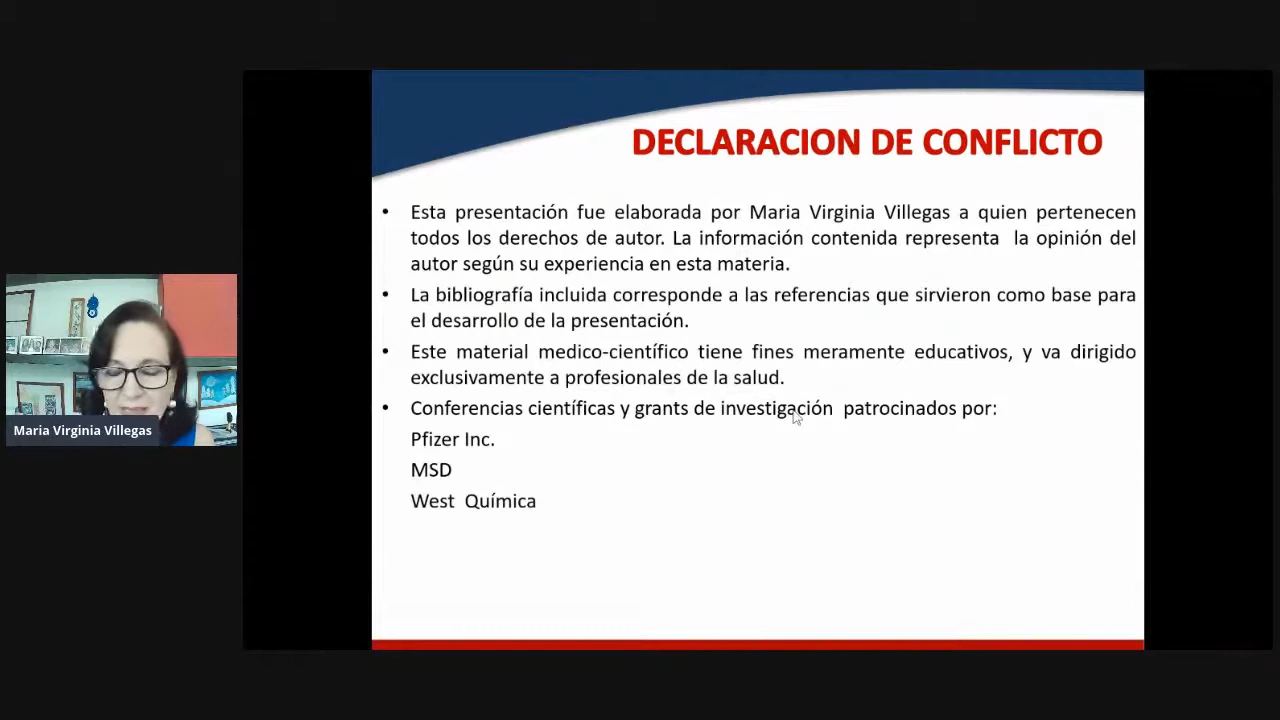 DECLARACION DE CONFLICTO
• Esta presentación fue elaborada por Maria Virginia Villegas a quien pertenecen
todos los derechos de autor. La información contenida representa la opinión del
autor según su experiencia en esta materia.
• La bibliografía incluida corresponde a las referencias que sirvieron como base para
el desarrollo de la presentación.
• Este material medico-científico tiene fines meramente educativos, y va dirigido
exclusivamente a profesionales de la salud.
• Conferencias científicas y grants de investigación patrocinados por:
Pfizer Inc.
MSD
West Química
Maria Virginia Villegas